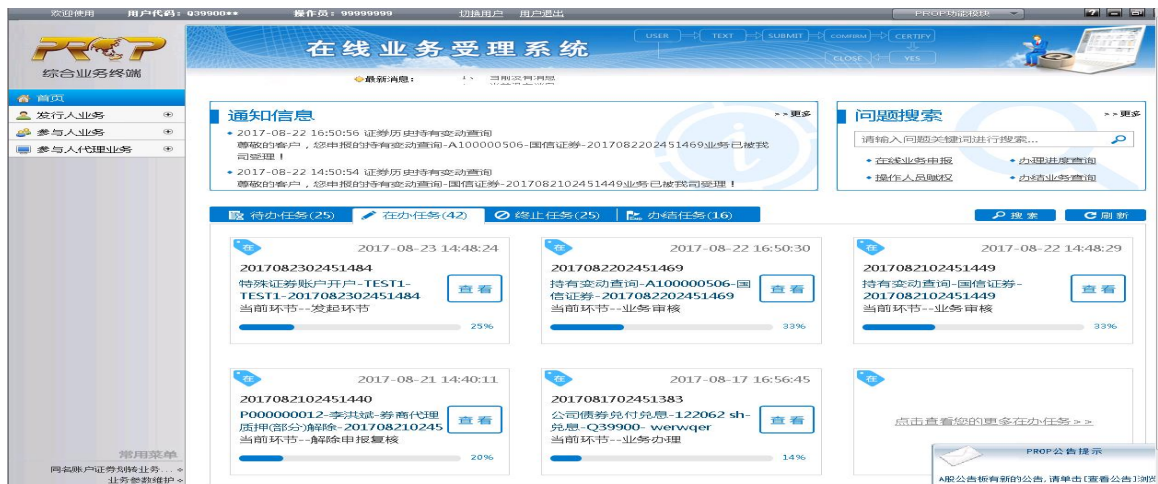 欢迎使用 用户代码：Q39900** 操作员：99999999 切换用户 用户退出 PROP功能模块
PROP
综合业务终端
在线业务受理系统
USER TEXT SUBMIT CONFIRM CERTIFY
CLOSE YES
最新消息： 1、 当前没有消息
首页
发行人业务
参与人业务
参与人代理业务
通知信息 >>更多
2017-08-22 16:50:56 证券历史持有变动查询
尊敬的客户，您申报的持有变动查询-A100000506-国信证券-2017082202451469业务已被我
司受理！
2017-08-22 14:50:54 证券历史持有变动查询
尊敬的客户，您申报的持有变动查询-国信证券-2017082102451449业务已被我司受理！
问题搜索 >>更多
请输入问题关键词进行搜索...
在线业务申报 办理进度查询
操作人员赋权 办结业务查询
待办任务(25) 在办任务(42) 终止任务(25) 办结任务(16) 搜索 刷新
在 2017-08-23 14:48:24
2017082302451484
特殊证券账户开户-TEST1-
TEST1-2017082302451484
当前环节--发起环节
查看
25%
在 2017-08-22 16:50:30
2017082202451469
持有变动查询-A100000506-国
信证券-2017082202451469
当前环节--业务审核
查看
33%
在 2017-08-22 14:48:29
2017082102451449
持有变动查询-国信证券-
2017082102451449
当前环节--业务审核
查看
33%
在 2017-08-21 14:40:11
2017082102451440
P000000012-李洪斌-券商代理
质押(部分)解除-201708210245
当前环节--解除申报复核
查看
20%
在 2017-08-17 16:56:45
2017081702451383
公司债券兑付兑息-122062 sh-
兑息-Q39900- werwqer
当前环节--业务办理
查看
14%
在
点击查看您的更多在办任务>>
常用菜单
同名账户证券划转业务...
业务参数维护
PROP公告提示
A股公告板有新的公告,请单击[查看公告]浏览